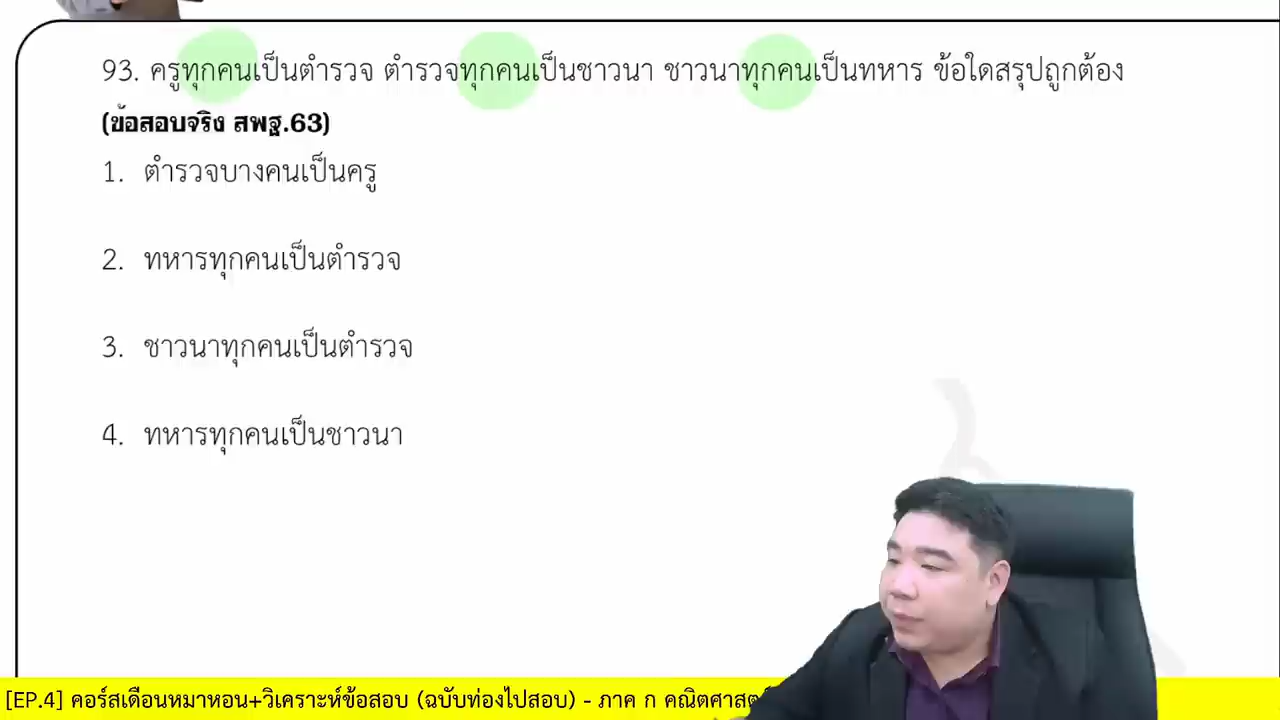 93. ครูทุกคนเป็นตำรวจ ตำรวจทุกคนเป็นชาวนา ชาวนาทุกคนเป็นทหาร ข้อใดสรุปถูกต้อง
(ข้อสอบจริง สพฐ.63)
1. ตำรวจบางคนเป็นครู
2. ทหารทุกคนเป็นตำรวจ
3. ชาวนาทุกคนเป็นตำรวจ
4. ทหารทุกคนเป็นชาวนา
[EP.4] คอร์สเดือนหมาหอน+วิเคราะห์ข้อสอบ (ฉบับท่องไปสอบ) - ภาค ก